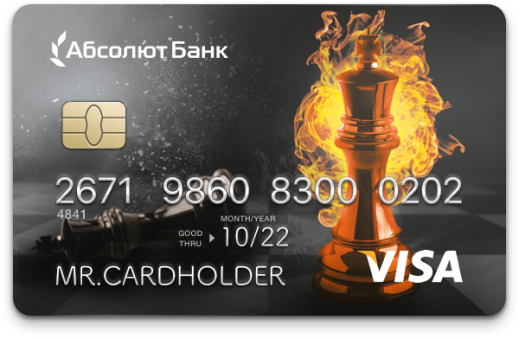 Абсолют Банк
2671 9860 8300 0202
4841
MONTH/YEAR
GOOD THRU 10/22
MR.CARDHOLDER
VISA